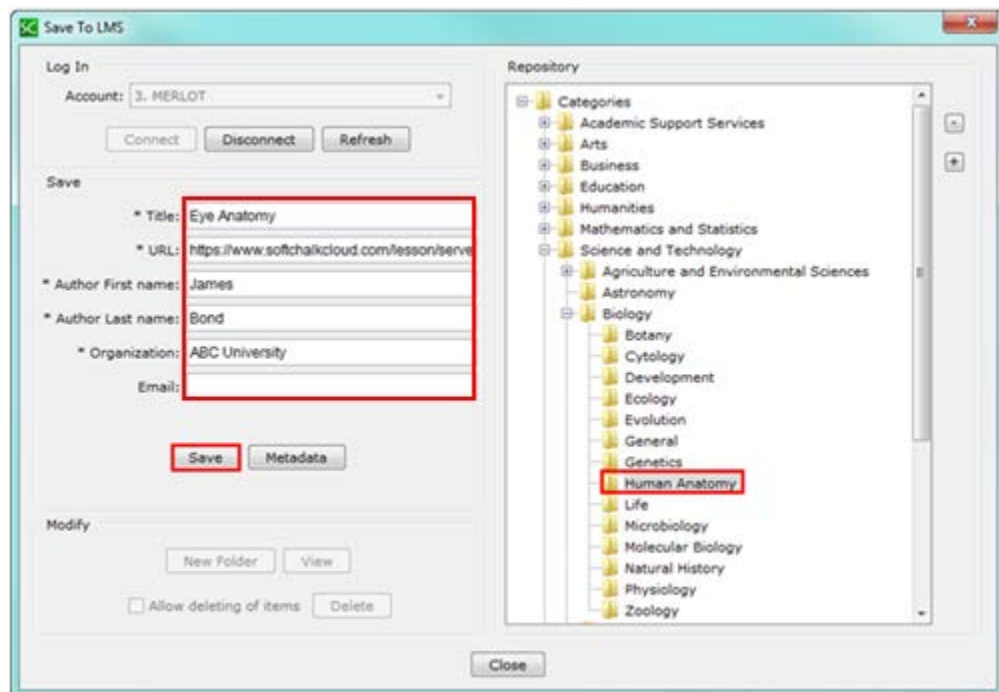 SC Save To LMS x
Log In
Account: 3. MERLOT
Connect Disconnect Refresh
Save
* Title: Eye Anatomy
* URL: https://www.softchalkcloud.com/lesson/serve
* Author First name: James
* Author Last name: Bond
* Organization: ABC University
Email:
Save Metadata
Modify
New Folder View
Allow deleting of items Delete
Repository
Categories
Academic Support Services
Arts
Business
Education
Humanities
Mathematics and Statistics
Science and Technology
Agriculture and Environmental Sciences
Astronomy
Biology
Botany
Cytology
Development
Ecology
Evolution
General
Genetics
Human Anatomy
Life
Microbiology
Molecular Biology
Natural History
Physiology
Zoology
Close